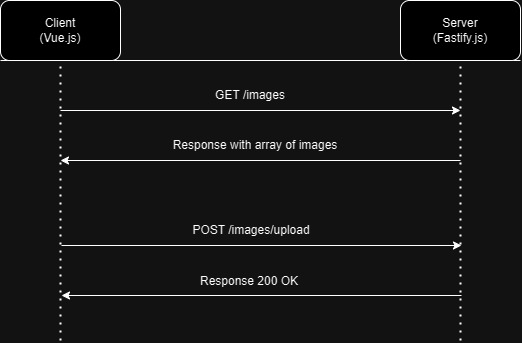 Client
(Vue.js)
Server
(Fastify.js)
GET /images
Response with array of images
POST /images/upload
Response 200 OK